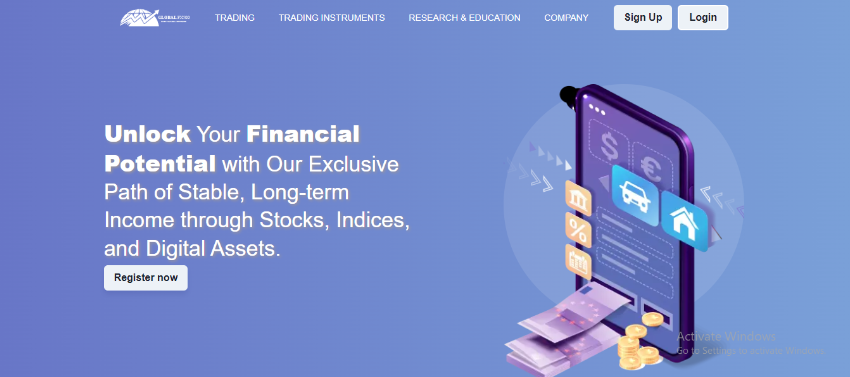 TRADING
TRADING INSTRUMENTS
RESEARCH & EDUCATION
COMPANY
Sign Up
Login
Unlock Your Financial
Potential with Our Exclusive
Path of Stable, Long-term
Income through Stocks, Indices,
and Digital Assets.
Register now
$
€
%
Activate Windows
Go to Settings to activate Windows.